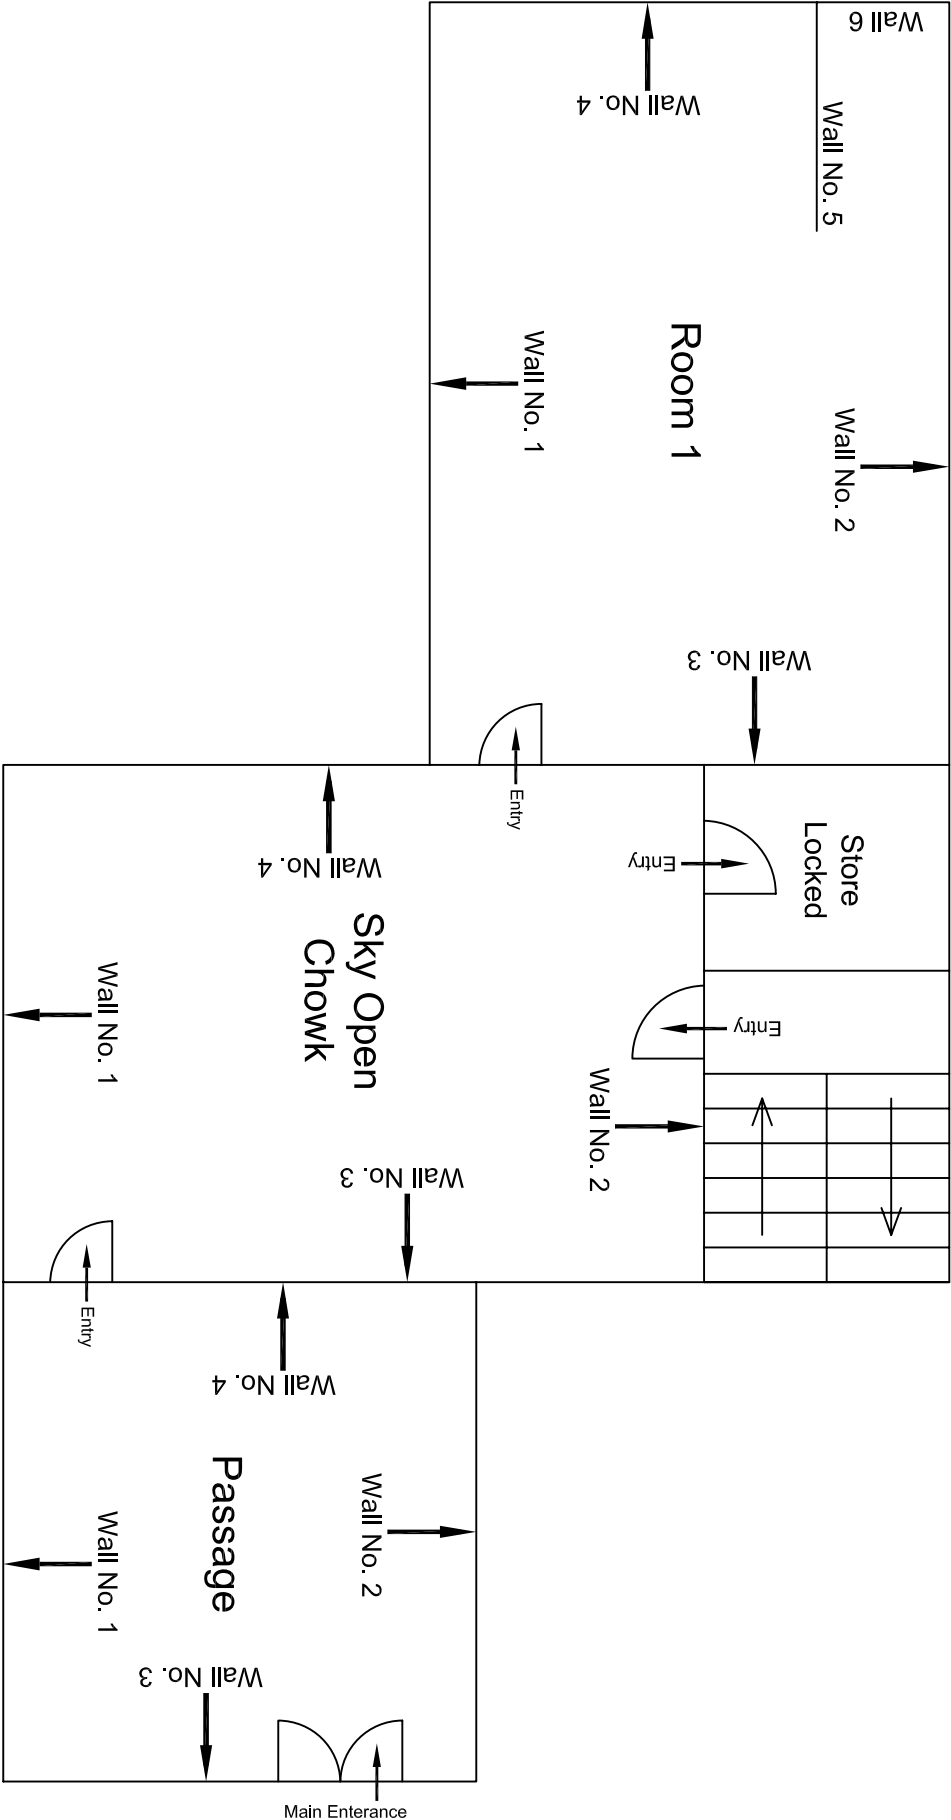 Wall 6
Wall No. 4
Wall No. 5
Room 1
Wall No. 1
Wall No. 2
Wall No. 3
Entry
Store
Locked
Entry
Wall No. 4
Sky Open
Chowk
Wall No. 1
Entry
Wall No. 2
Wall No. 3
Entry
Wall No. 4
Passage
Wall No. 2
Wall No. 1
Wall No. 3
Main Enterance